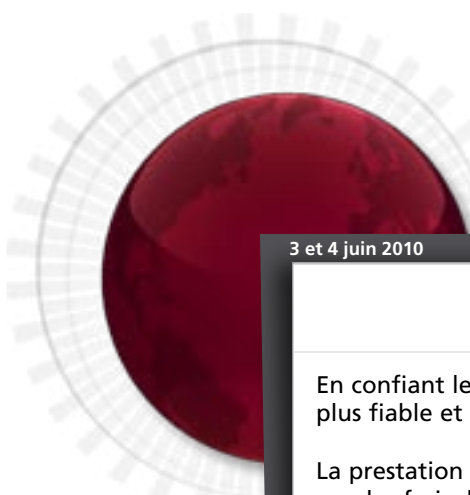 3 et 4 juin 2010
En confiant le
plus fiable et
La prestation